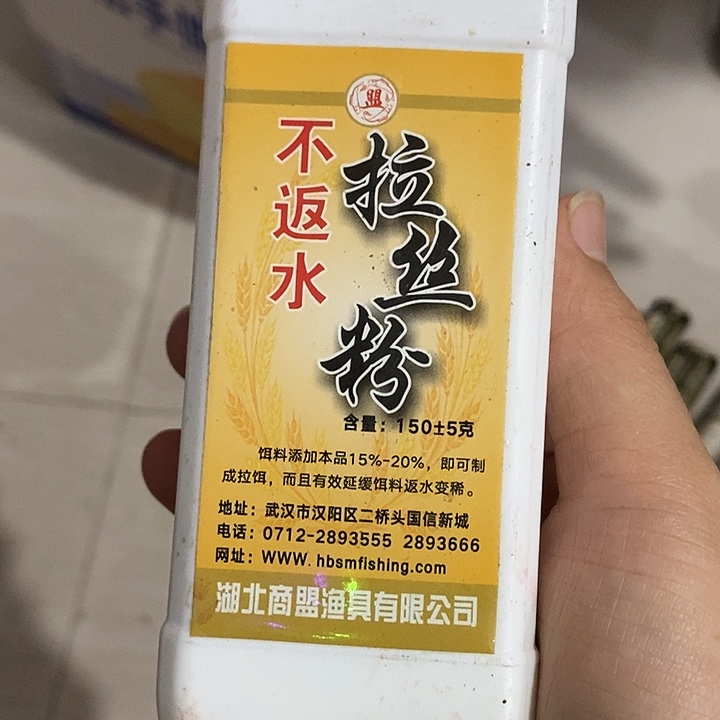 盟
不返水
拉丝粉
含量：150±5克
饵料添加本品15%-20%，即可制
成拉饵，而且有效延缓饵料返水变稀。
地址：武汉市汉阳区二桥头国信新城
电话：0712-2893555 2893666
网址：WWW. hbsmfishing.com
湖北商盟渔具有限公司